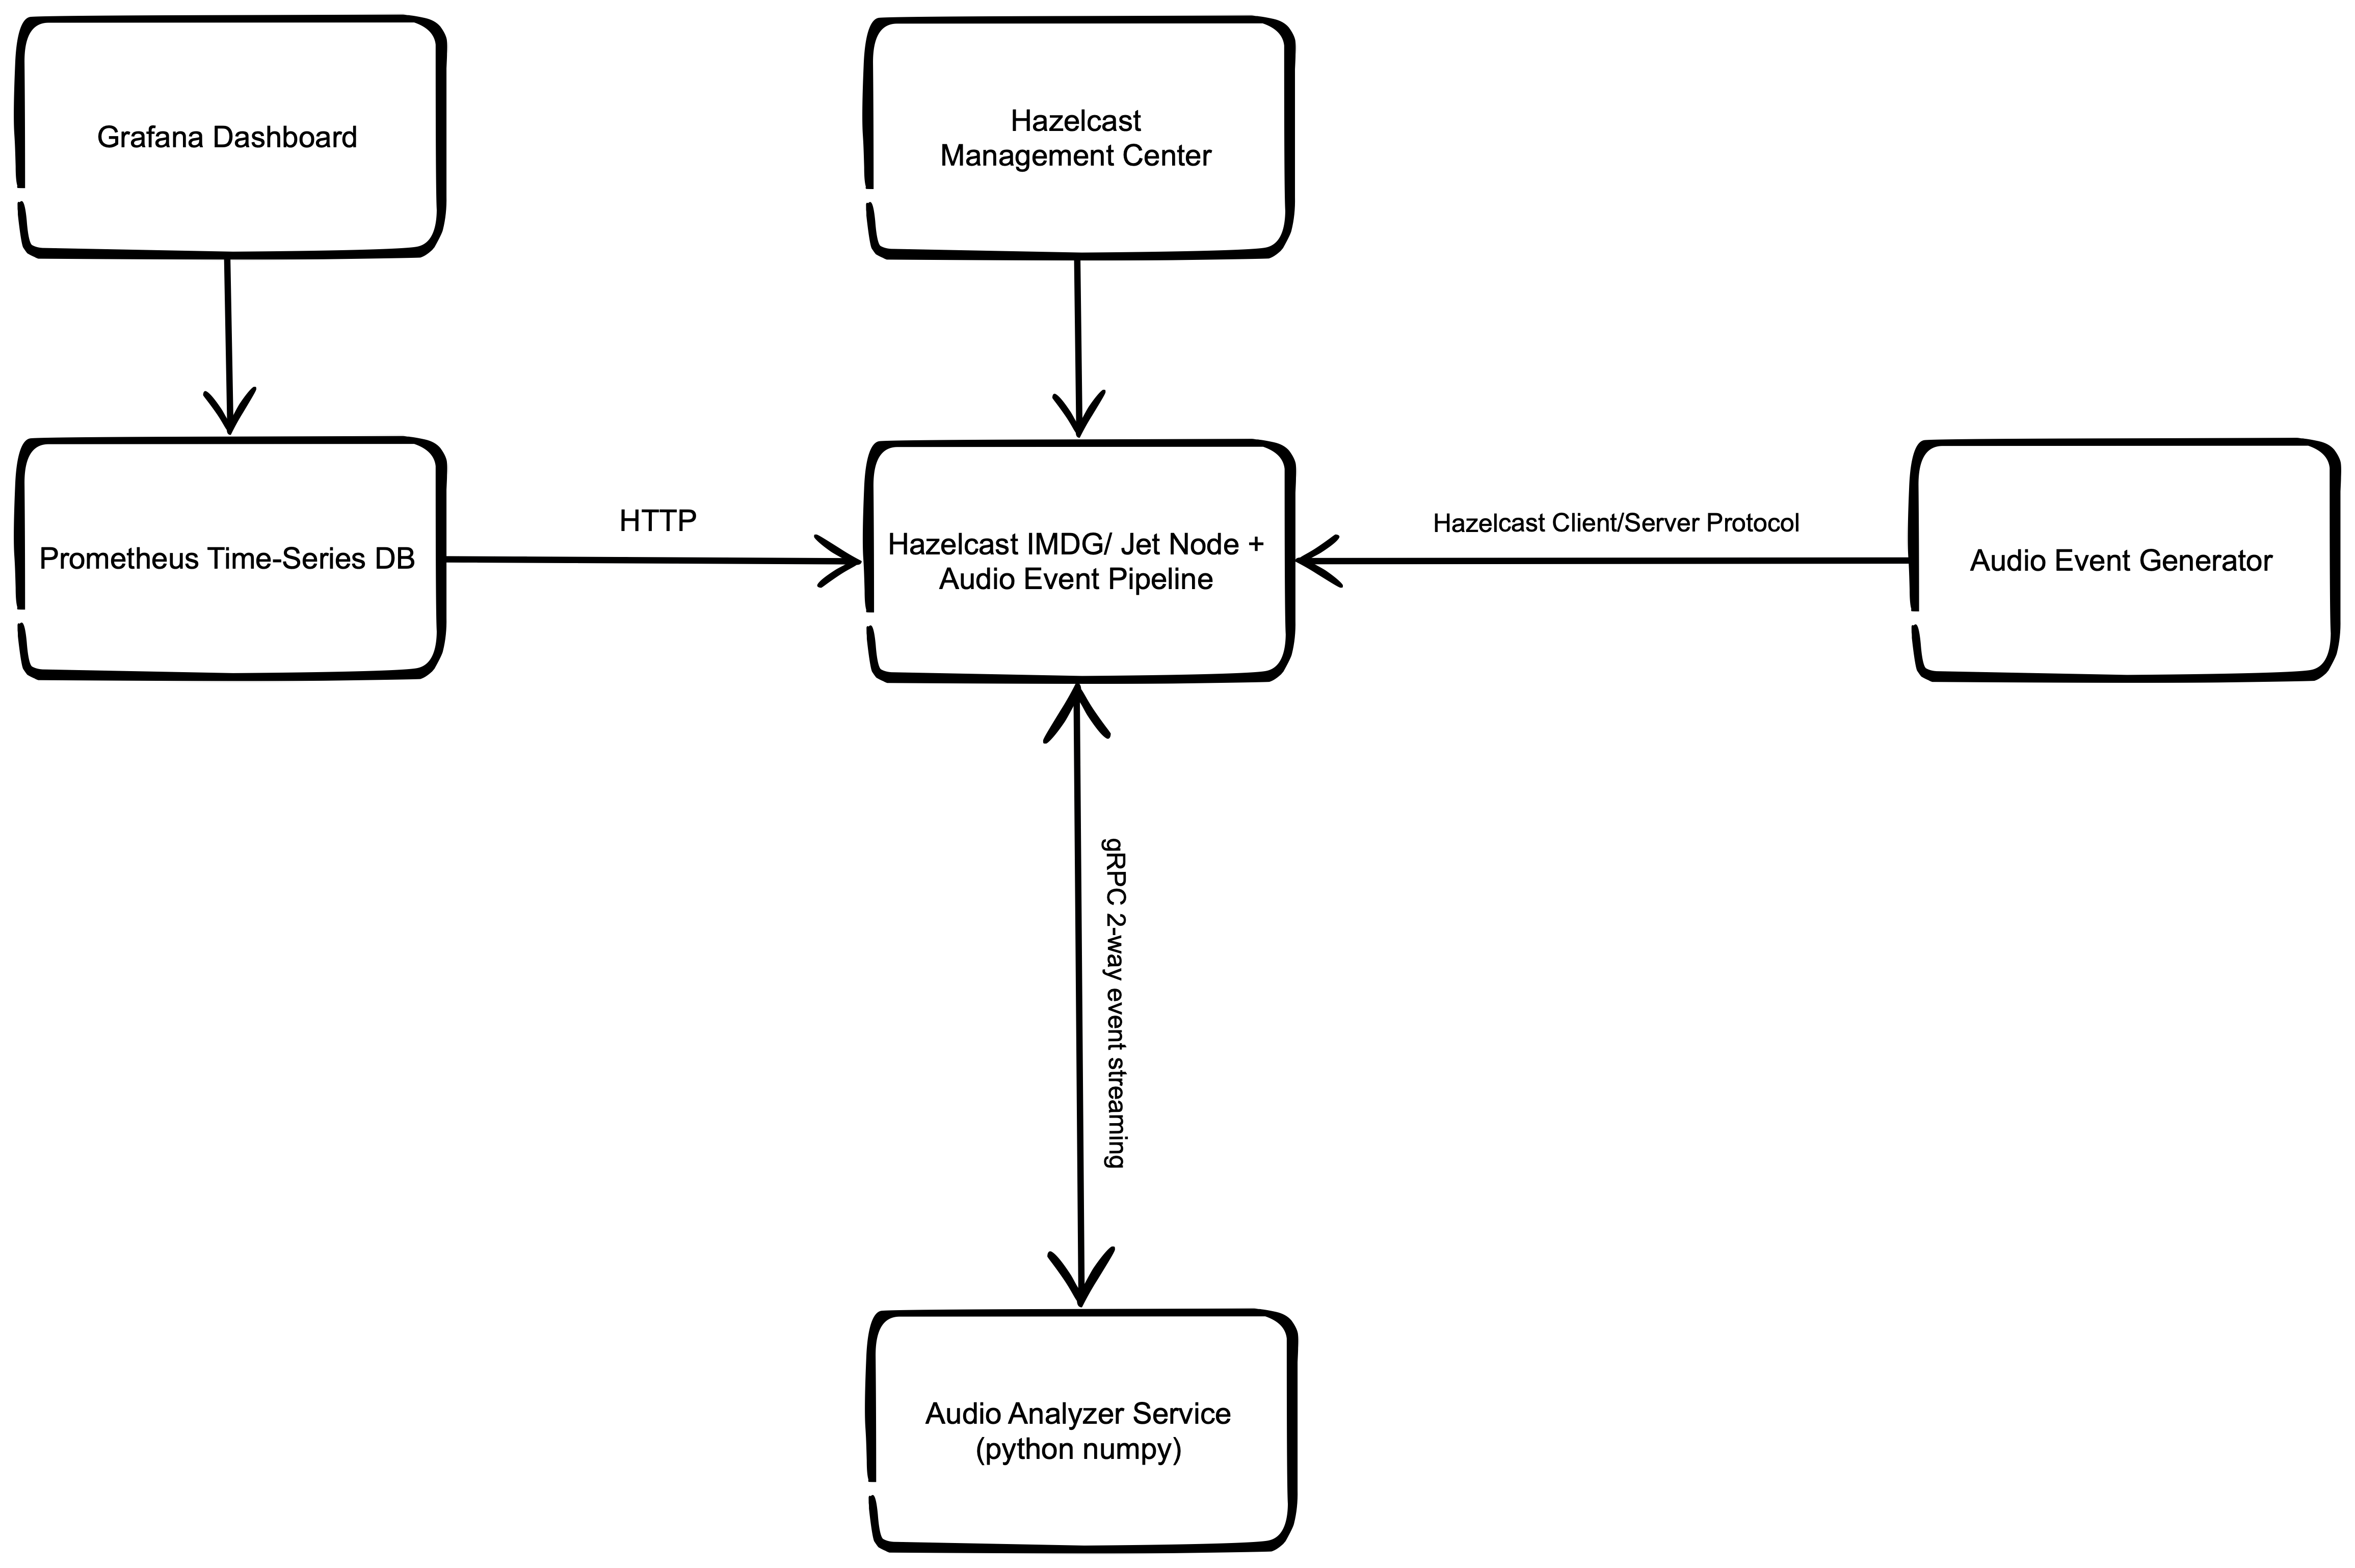 Grafana Dashboard
Hazelcast
Management Center
Prometheus Time-Series DB
HTTP
Hazelcast IMDG/ Jet Node +
Audio Event Pipeline
Hazelcast Client/Server Protocol
Audio Event Generator
gRPC 2-way event streaming
Audio Analyzer Service
(python numpy)